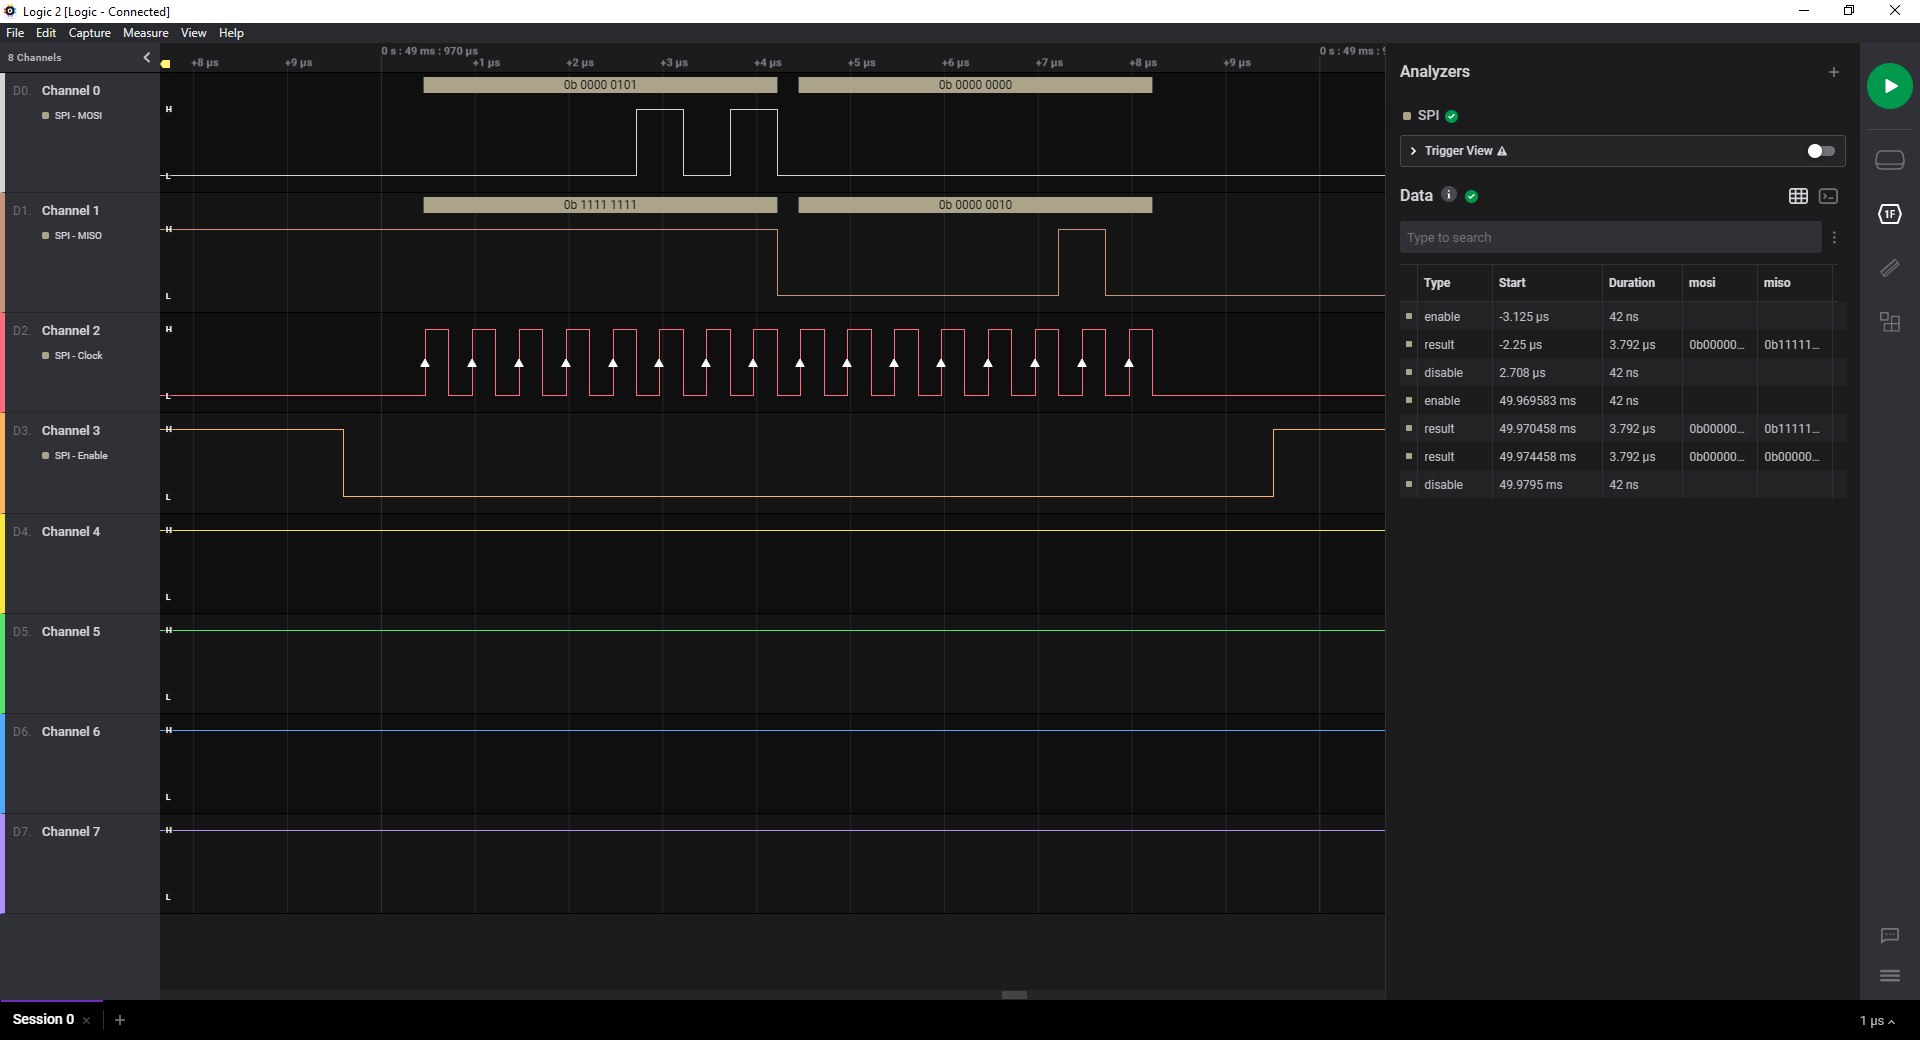 Logic 2 [Logic - Connected]
File Edit Capture Measure View Help
8 Channels
0 s : 49 ms : 970 µs
0 s : 49 ms :
+8 µs +9 µs +1 µs +2 µs +3 µs +4 µs +5 µs +6 µs +7 µs +8 µs +9 µs
D0. Channel 0
SPI - MOSI
H
L
0b 0000 0101
0b 0000 0000
D1. Channel 1
SPI - MISO
H
L
0b 1111 1111
0b 0000 0010
D2. Channel 2
SPI - Clock
H
L
D3. Channel 3
SPI - Enable
H
L
D4. Channel 4
H
L
D5. Channel 5
H
L
D6. Channel 6
H
L
D7. Channel 7
H
L
Analyzers
SPI
Trigger View
Data
1F
Type to search
Type Start Duration mosi miso
enable -3.125 µs 42 ns
result -2.25 µs 3.792 µs 0b00000... 0b11111...
disable 2.708 µs 42 ns
enable 49.969583 ms 42 ns
result 49.970458 ms 3.792 µs 0b00000... 0b11111...
result 49.974458 ms 3.792 µs 0b00000... 0b00000...
disable 49.9795 ms 42 ns
Session 0
1 µs